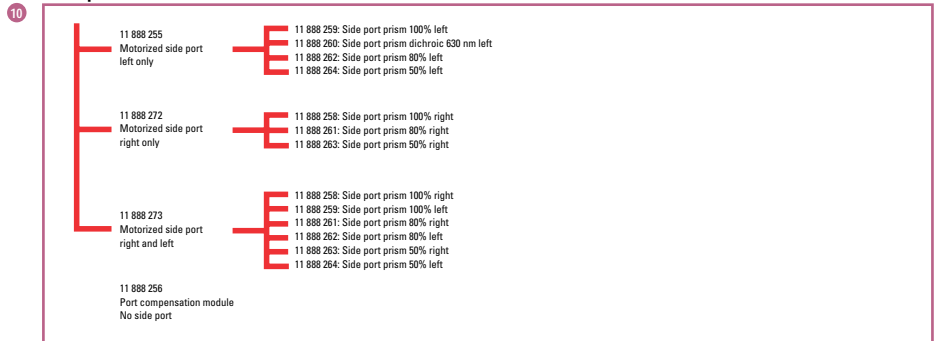 10
11 888 255
Motorized side port
left only
11 888 259: Side port prism 100% left
11 888 260: Side port prism dichroic 630 nm left
11 888 262: Side port prism 80% left
11 888 264: Side port prism 50% left
11 888 272
Motorized side port
right only
11 888 258: Side port prism 100% right
11 888 261: Side port prism 80% right
11 888 263: Side port prism 50% right
11 888 273
Motorized side port
right and left
11 888 258: Side port prism 100% right
11 888 259: Side port prism 100% left
11 888 261: Side port prism 80% right
11 888 262: Side port prism 80% left
11 888 263: Side port prism 50% right
11 888 264: Side port prism 50% left
11 888 256
Port compensation module
No side port